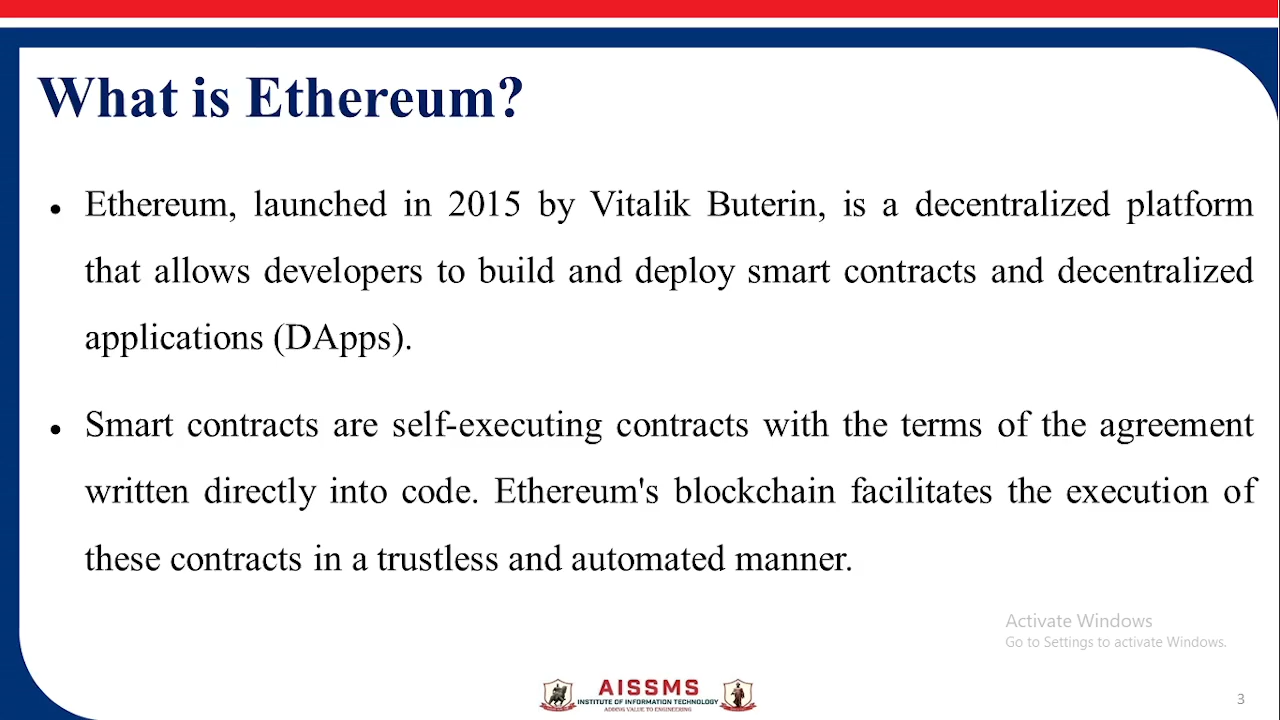 What is Ethereum?
• Ethereum, launched in 2015 by Vitalik Buterin, is a decentralized platform
that allows developers to build and deploy smart contracts and decentralized
applications (DApps).
• Smart contracts are self-executing contracts with the terms of the agreement
written directly into code. Ethereum's blockchain facilitates the execution of
these contracts in a trustless and automated manner.
Activate Windows
Go to Settings to activate Windows.
AISSMS
INSTITUTE OF INFORMATION TECHNOLOGY
ADDING VALUE TO ENGINEERING
3